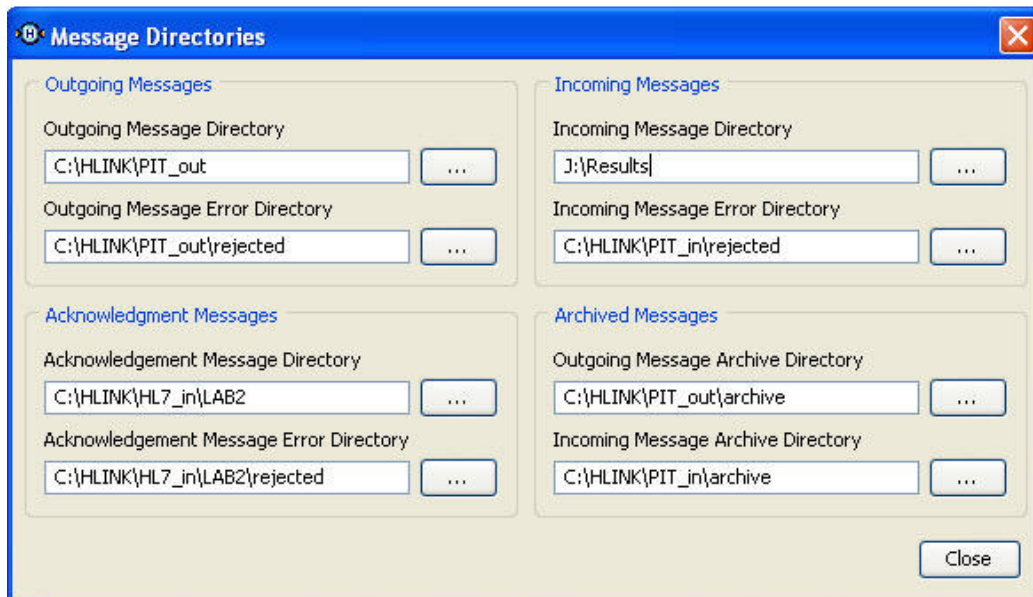 Message Directories
Outgoing Messages
Outgoing Message Directory
C:\HLINK\PIT_out
...
Outgoing Message Error Directory
C:\HLINK\PIT_out\rejected
...
Incoming Messages
Incoming Message Directory
J:\Results
...
Incoming Message Error Directory
C:\HLINK\PIT_in\rejected
...
Acknowledgment Messages
Acknowledgement Message Directory
C:\HLINK\HL7_in\LAB2
...
Acknowledgement Message Error Directory
C:\HLINK\HL7_in\LAB2\rejected
...
Archived Messages
Outgoing Message Archive Directory
C:\HLINK\PIT_out\archive
...
Incoming Message Archive Directory
C:\HLINK\PIT_in\archive
...
Close